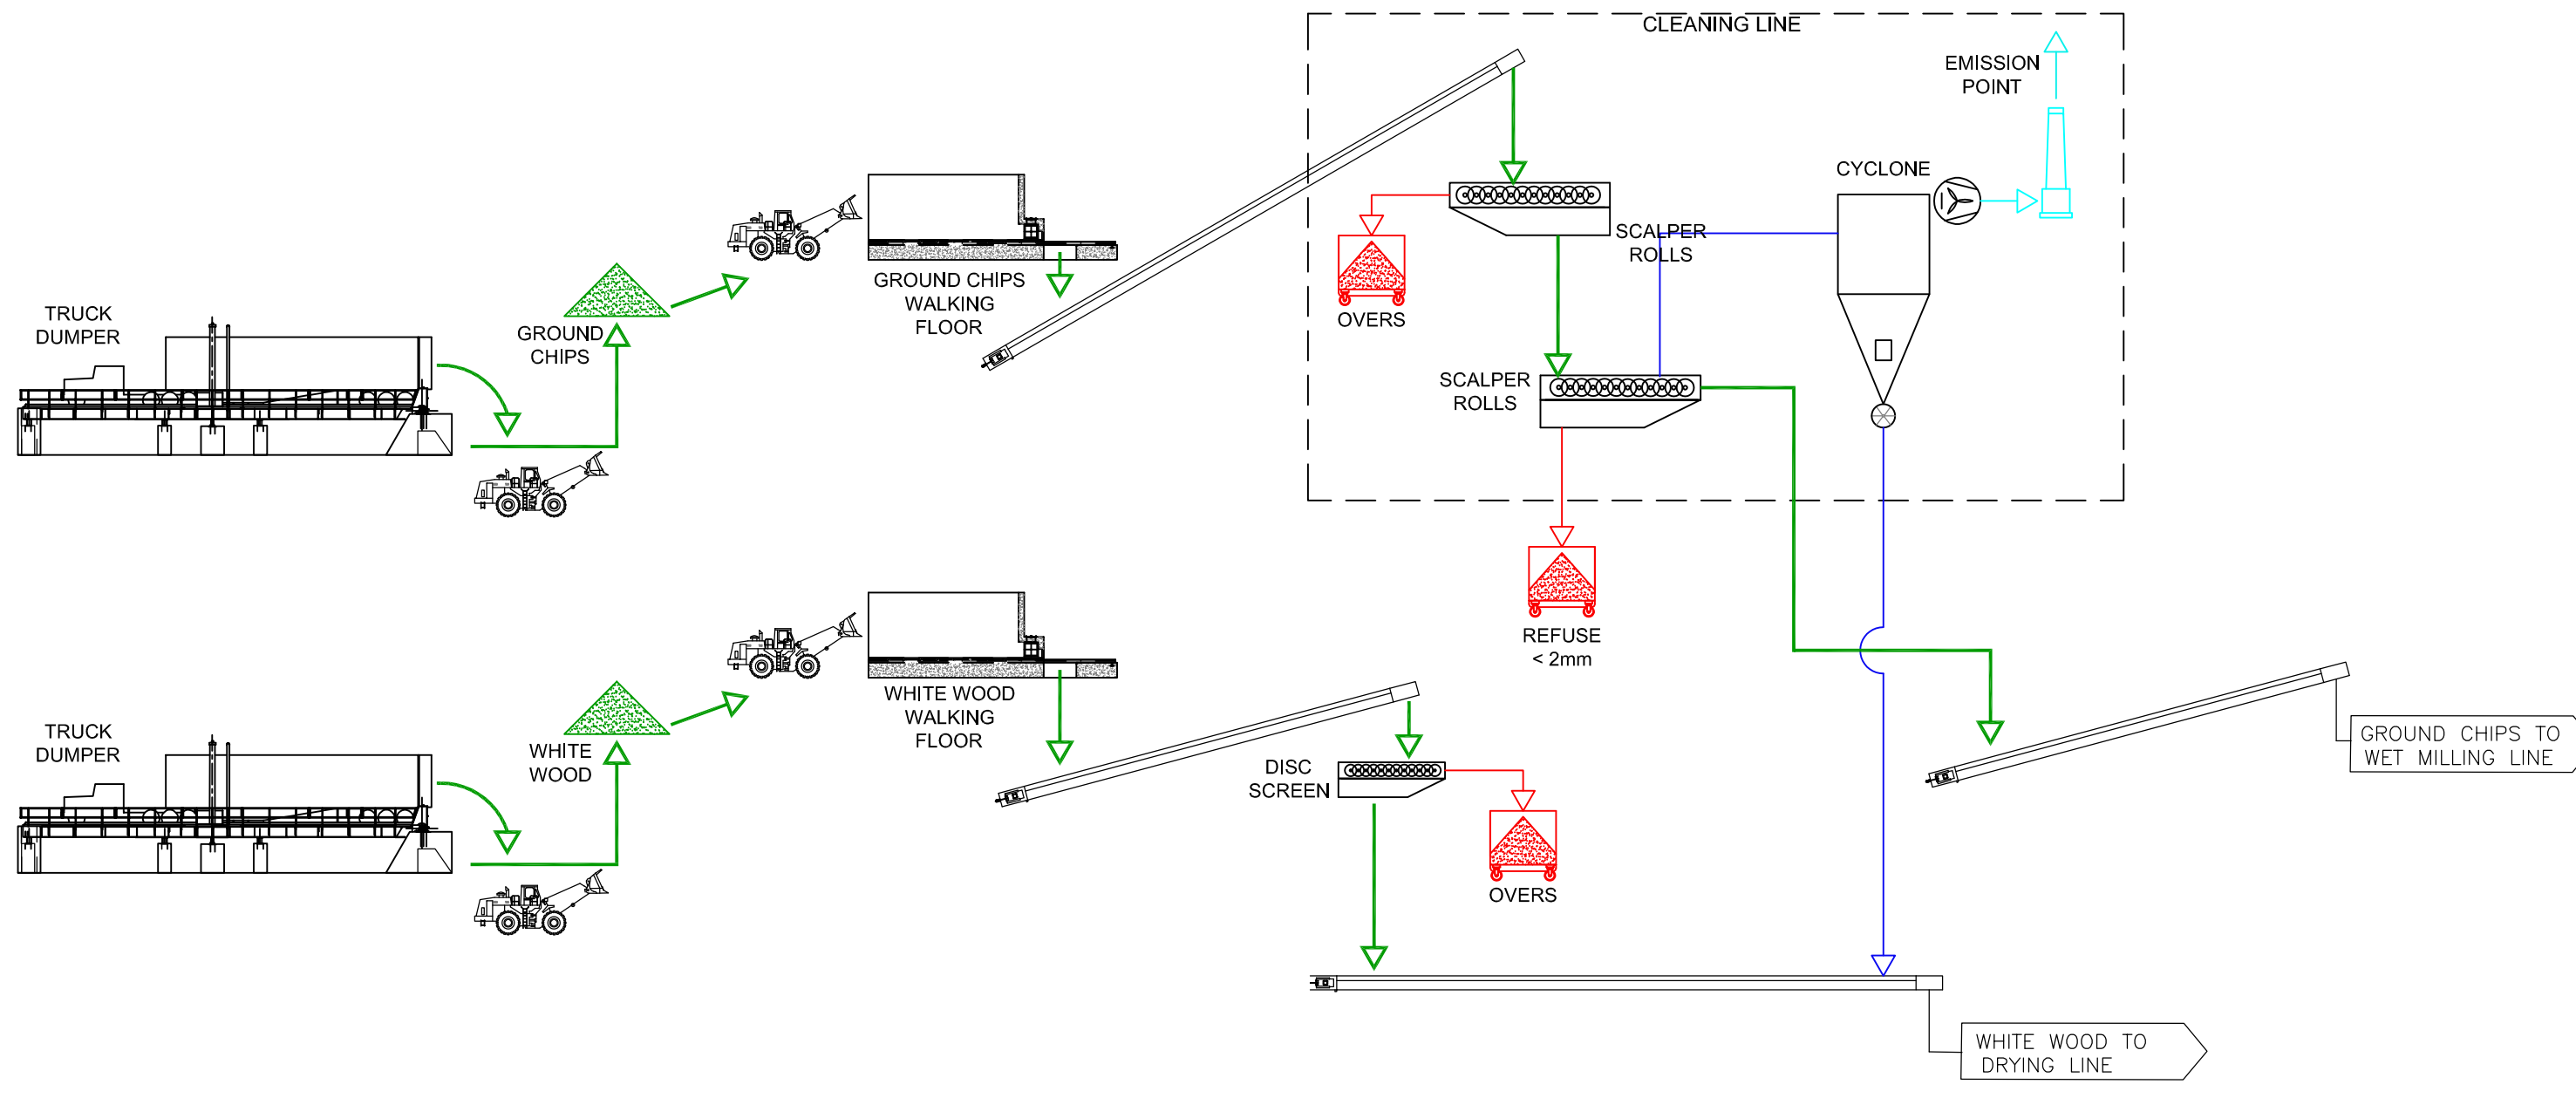 CLEANING LINE
EMISSION
POINT
CYCLONE
SCALPER
ROLLS
GROUND CHIPS
WALKING
FLOOR
TRUCK
DUMPER
GROUND
CHIPS
OVERS
SCALPER
ROLLS
REFUSE
< 2mm
WHITE WOOD
WALKING
FLOOR
TRUCK
DUMPER
WHITE
WOOD
DISC
SCREEN
OVERS
GROUND CHIPS TO
WET MILLING LINE
WHITE WOOD TO
DRYING LINE